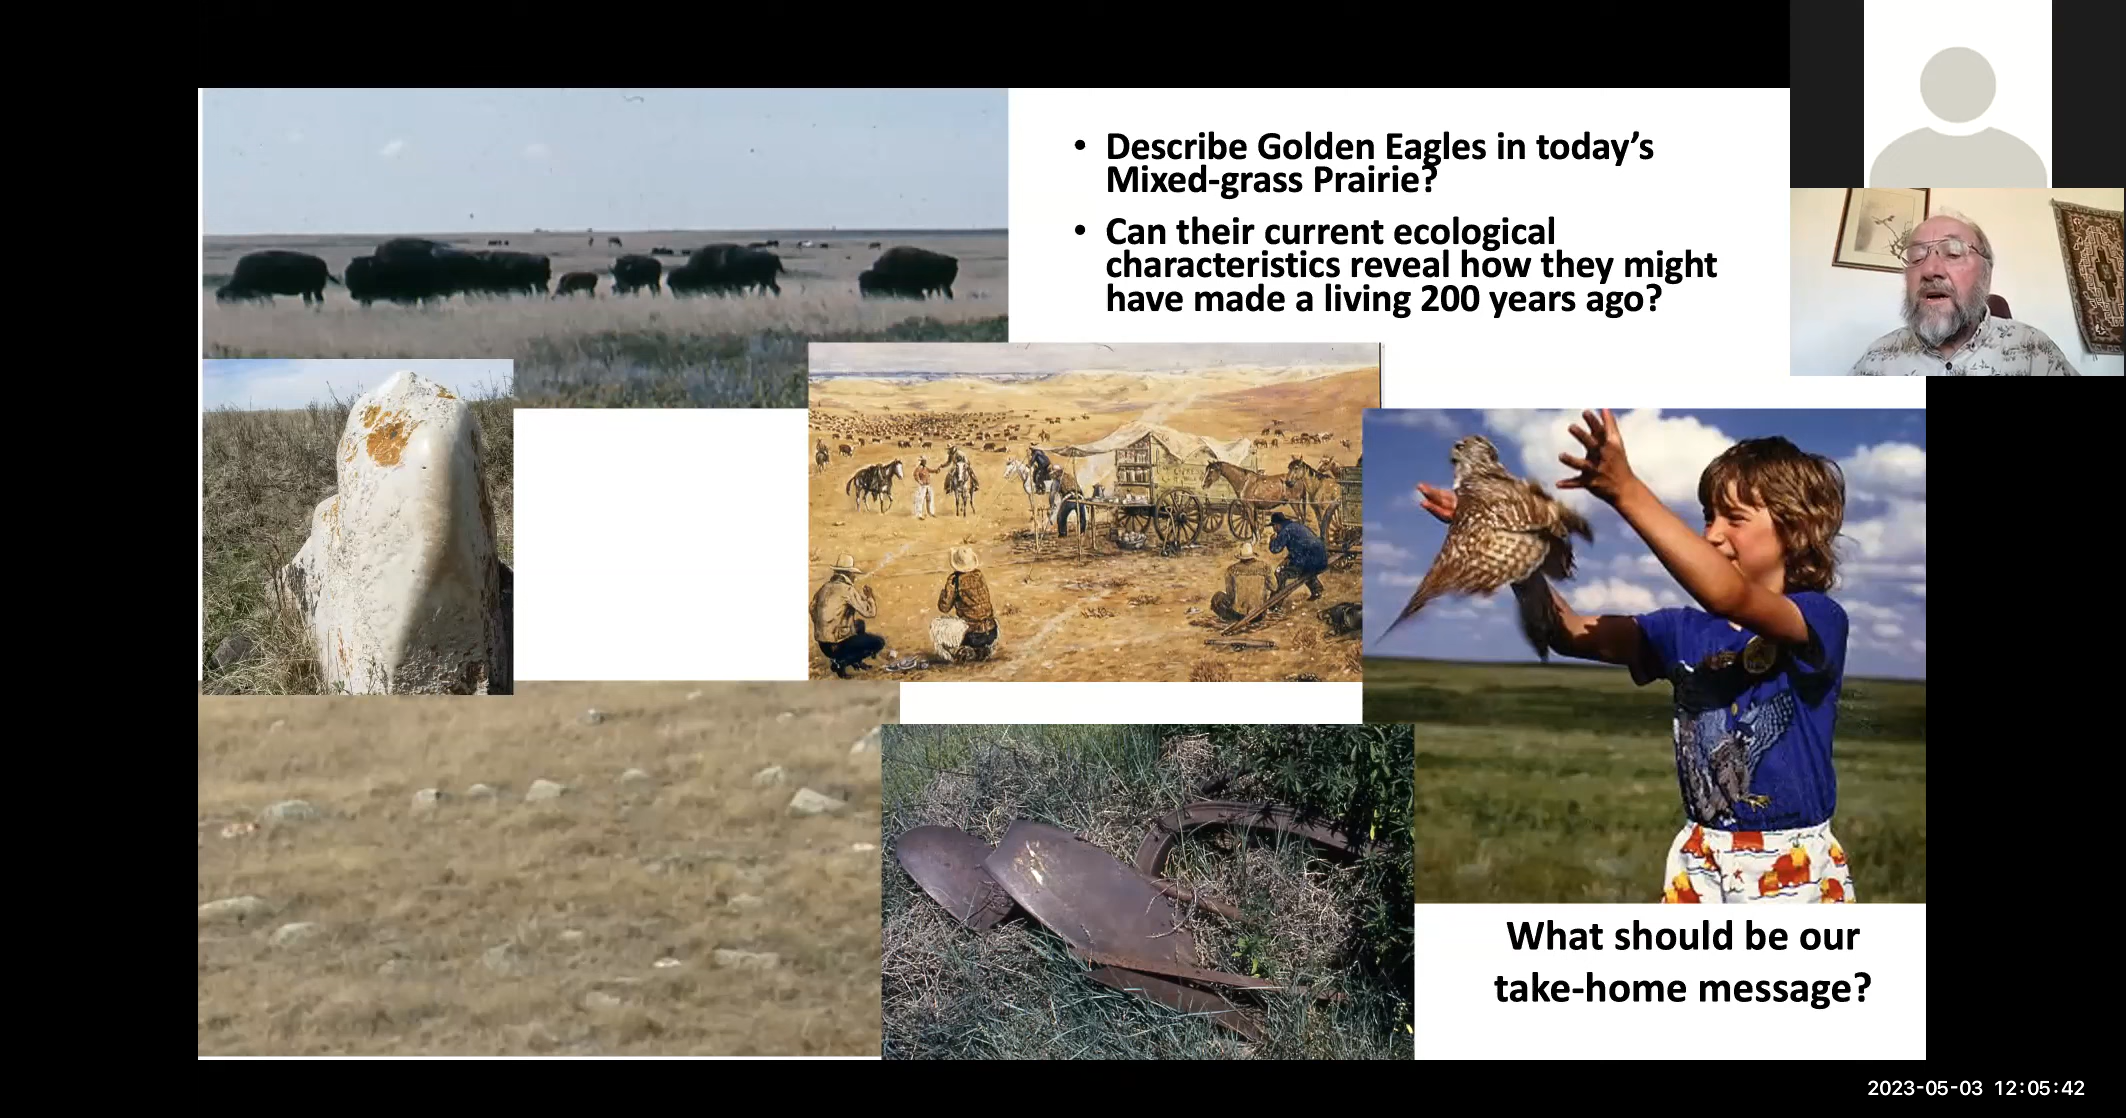 • Describe Golden Eagles in today's
Mixed-grass Prairie?
• Can their current ecological
characteristics reveal how they might
have made a living 200 years ago?
What should be our
take-home message?
2023-05-03 12:05:42